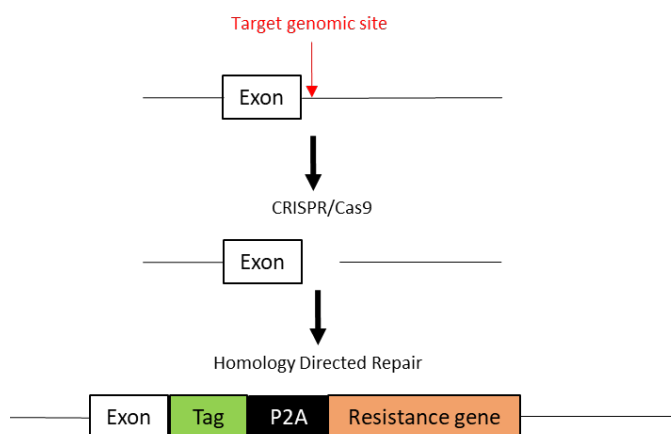 Target genomic site
Exon
CRISPR/Cas9
Exon
Homology Directed Repair
Exon Tag P2A Resistance gene